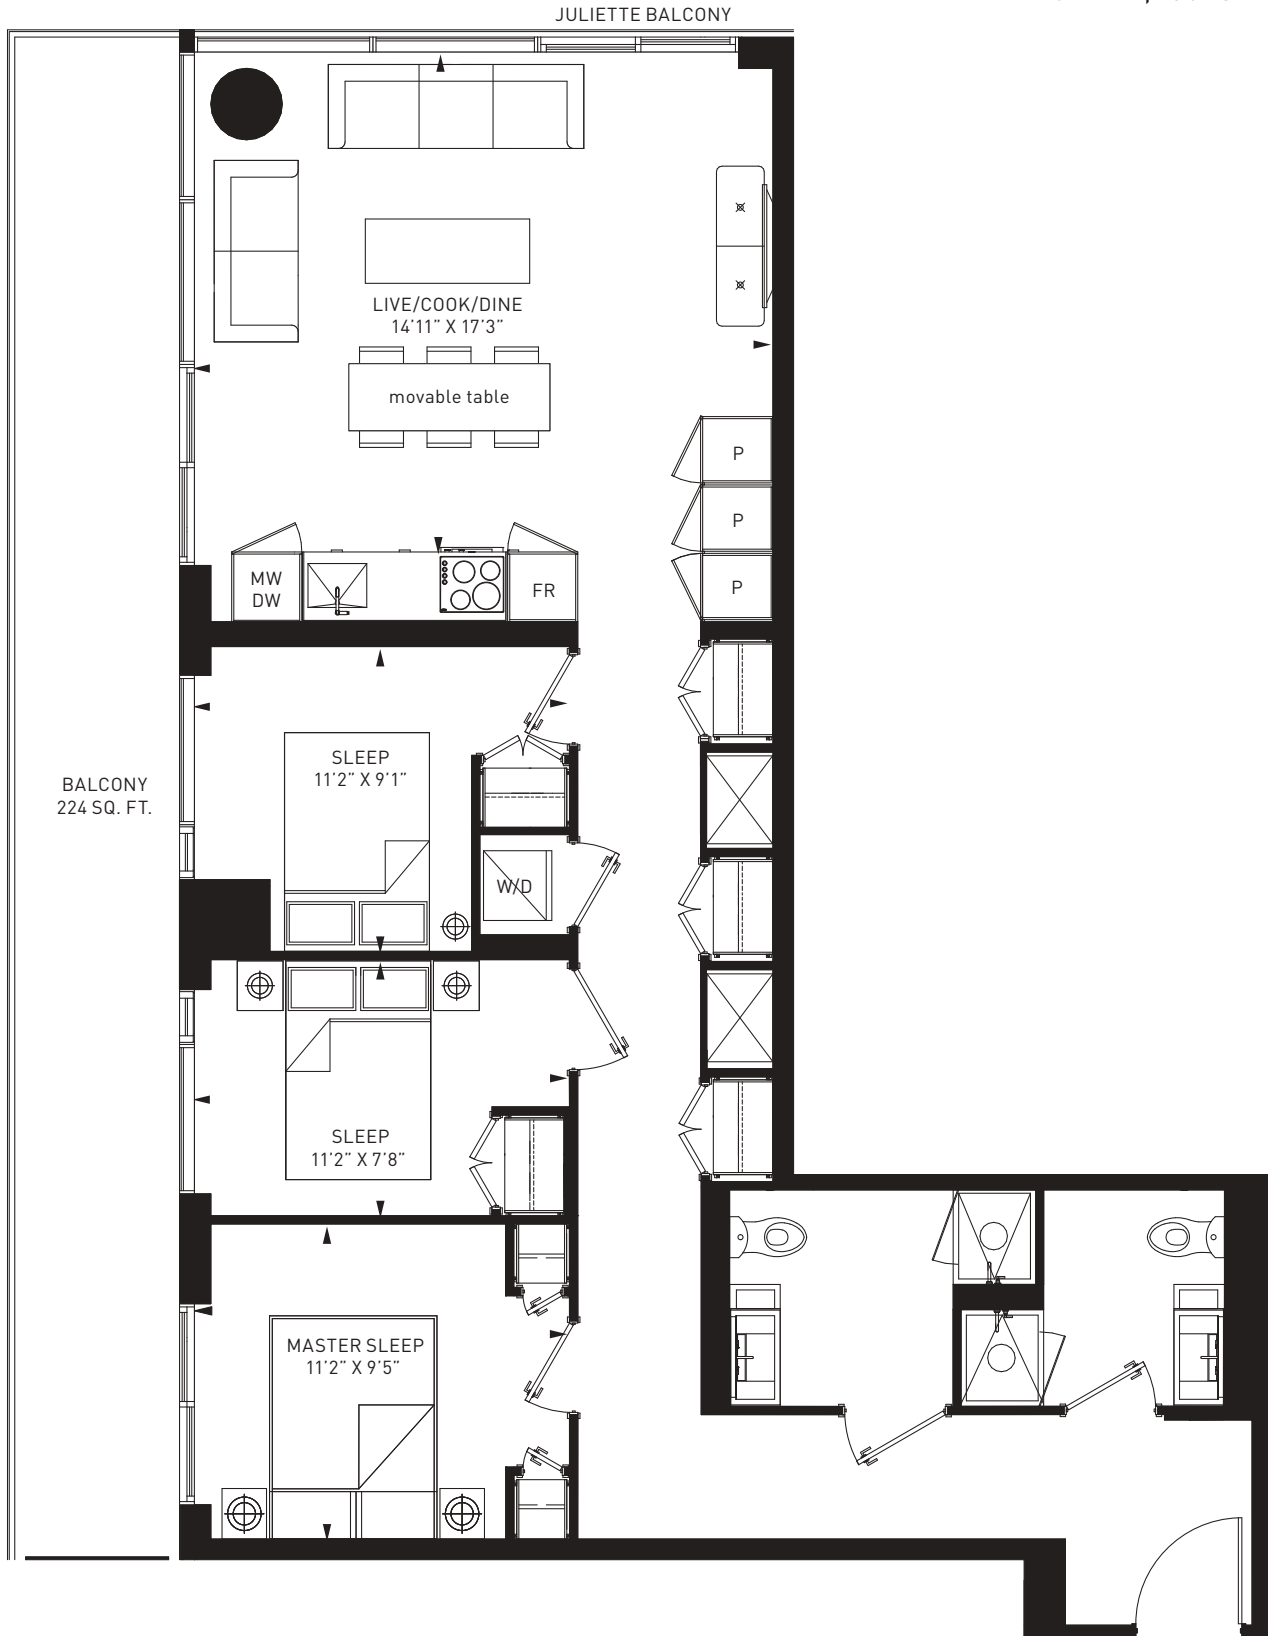 JULIETTE BALCONY
LIVE/COOK/DINE
14'11" X 17'3"
movable table
P
P
P
MW
DW
FR
SLEEP
11'2" X 9'1"
BALCONY
224 SQ. FT.
W/D
SLEEP
11'2" X 7'8"
MASTER SLEEP
11'2" X 9'5"